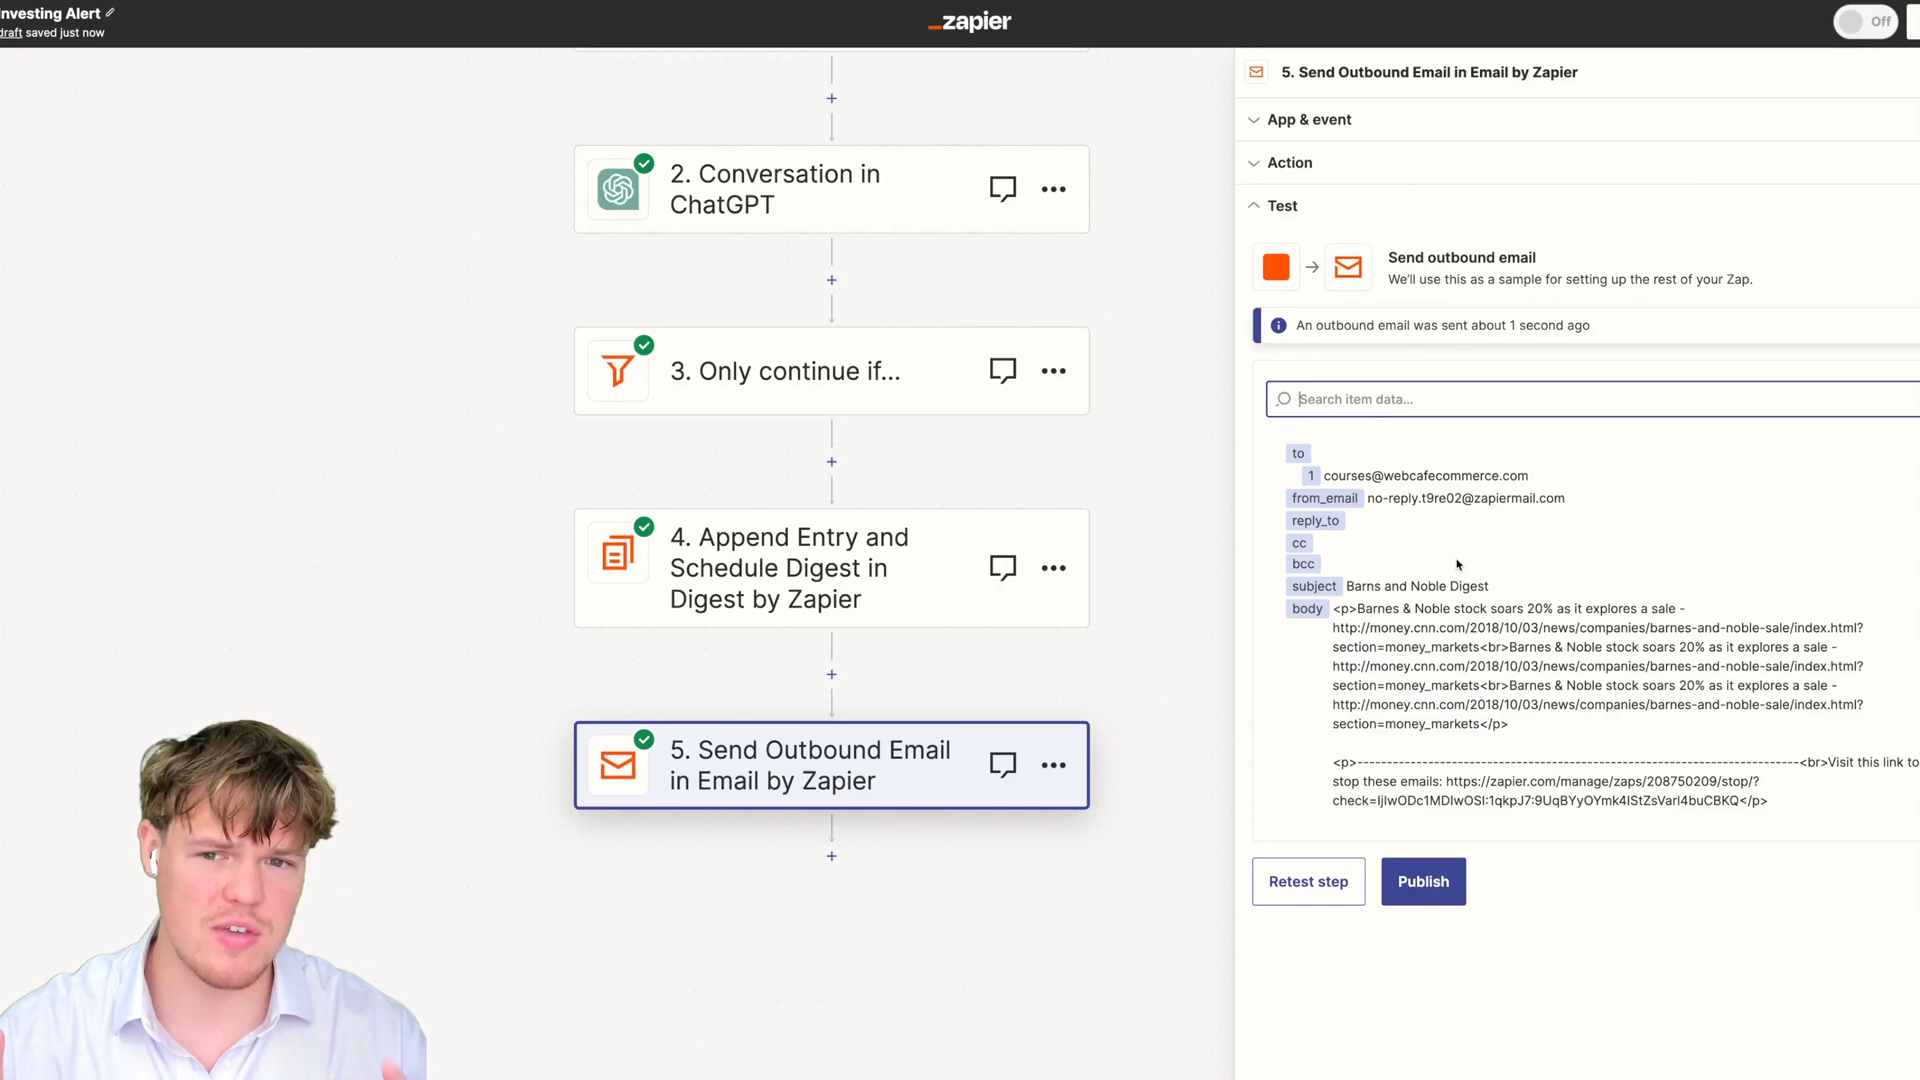 nvesting Alert
draft saved just now
zapier
Off
2. Conversation in
ChatGPT
3. Only continue if...
4. Append Entry and
Schedule Digest in
Digest by Zapier
5. Send Outbound Email
in Email by Zapier
5. Send Outbound Email in Email by Zapier
App & event
Action
Test
Send outbound email
We'll use this as a sample for setting up the rest of your Zap.
An outbound email was sent about 1 second ago
Search item data...
to
1 courses@webcafecommerce.com
from_email no-reply.t9re02@zapiermail.com
reply_to
cc
bcc
subject Barns and Noble Digest
body <p>Barnes & Noble stock soars 20% as it explores a sale -
http://money.cnn.com/2018/10/03/news/companies/barnes-and-noble-sale/index.html?
section=money_markets<br>Barnes & Noble stock soars 20% as it explores a sale -
http://money.cnn.com/2018/10/03/news/companies/barnes-and-noble-sale/index.html?
section=money_markets<br>Barnes & Noble stock soars 20% as it explores a sale -
http://money.cnn.com/2018/10/03/news/companies/barnes-and-noble-sale/index.html?
section=money_markets</p>
<p>----------------------------------------------------------------------------<br>Visit this link to
stop these emails: https://zapier.com/manage/zaps/208750209/stop/?
check=IjIwODc1MDIwOSI:1qkpJ7:9UqBYyOYmk4IStZsVarl4buCBKQ</p>
Retest step
Publish